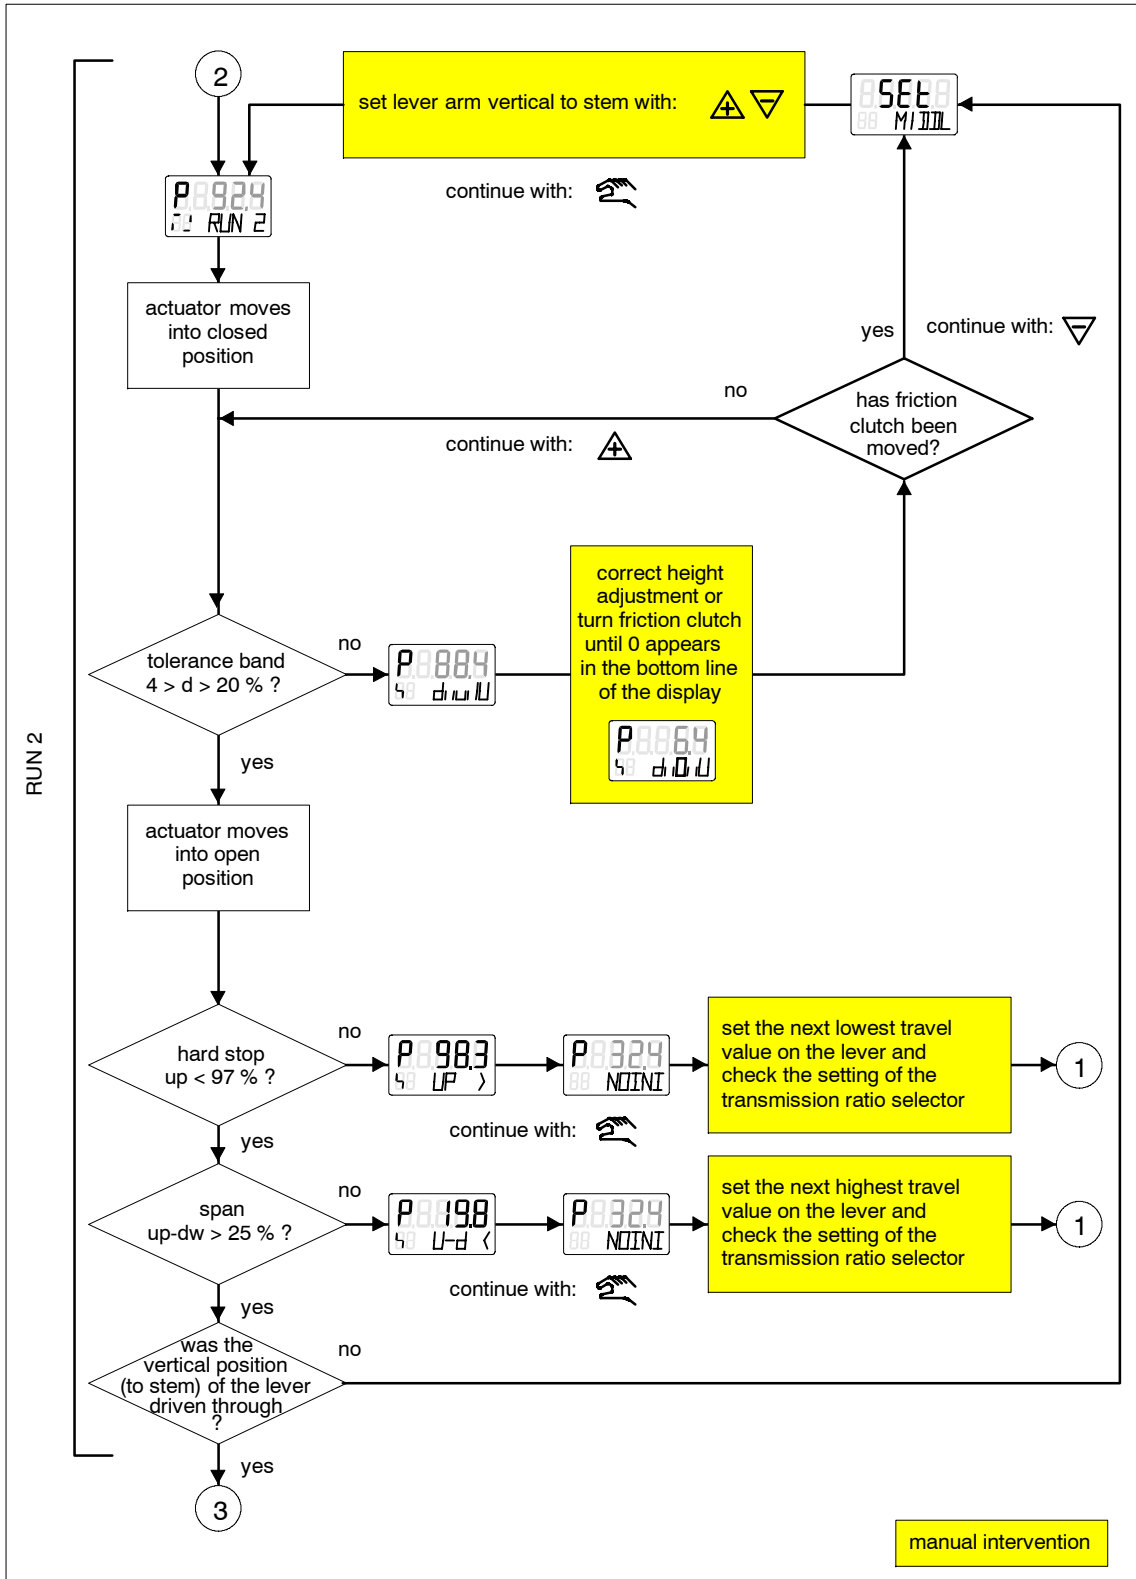 2
set lever arm vertical to stem with:
SEt
MIDDL
continue with:
P 92.4
RUN 2
actuator moves
into closed
position
yes
continue with:
no
has friction
clutch been
moved?
continue with:
correct height
adjustment or
turn friction clutch
until 0 appears
in the bottom line
of the display
P 6.4
no
tolerance band
4 > d > 20 % ?
P 88.4
RUN 2
yes
actuator moves
into open
position
no
hard stop
up < 97 % ?
P 98.3
UP >
P 32.4
NOINI
set the next lowest travel
value on the lever and
check the setting of the
transmission ratio selector
1
continue with:
yes
no
span
up-dw > 25 % ?
P 19.8
U-d <
P 32.4
NOINI
set the next highest travel
value on the lever and
check the setting of the
transmission ratio selector
1
continue with:
yes
was the
vertical position
(to stem) of the lever
driven through
?
no
yes
3
manual intervention